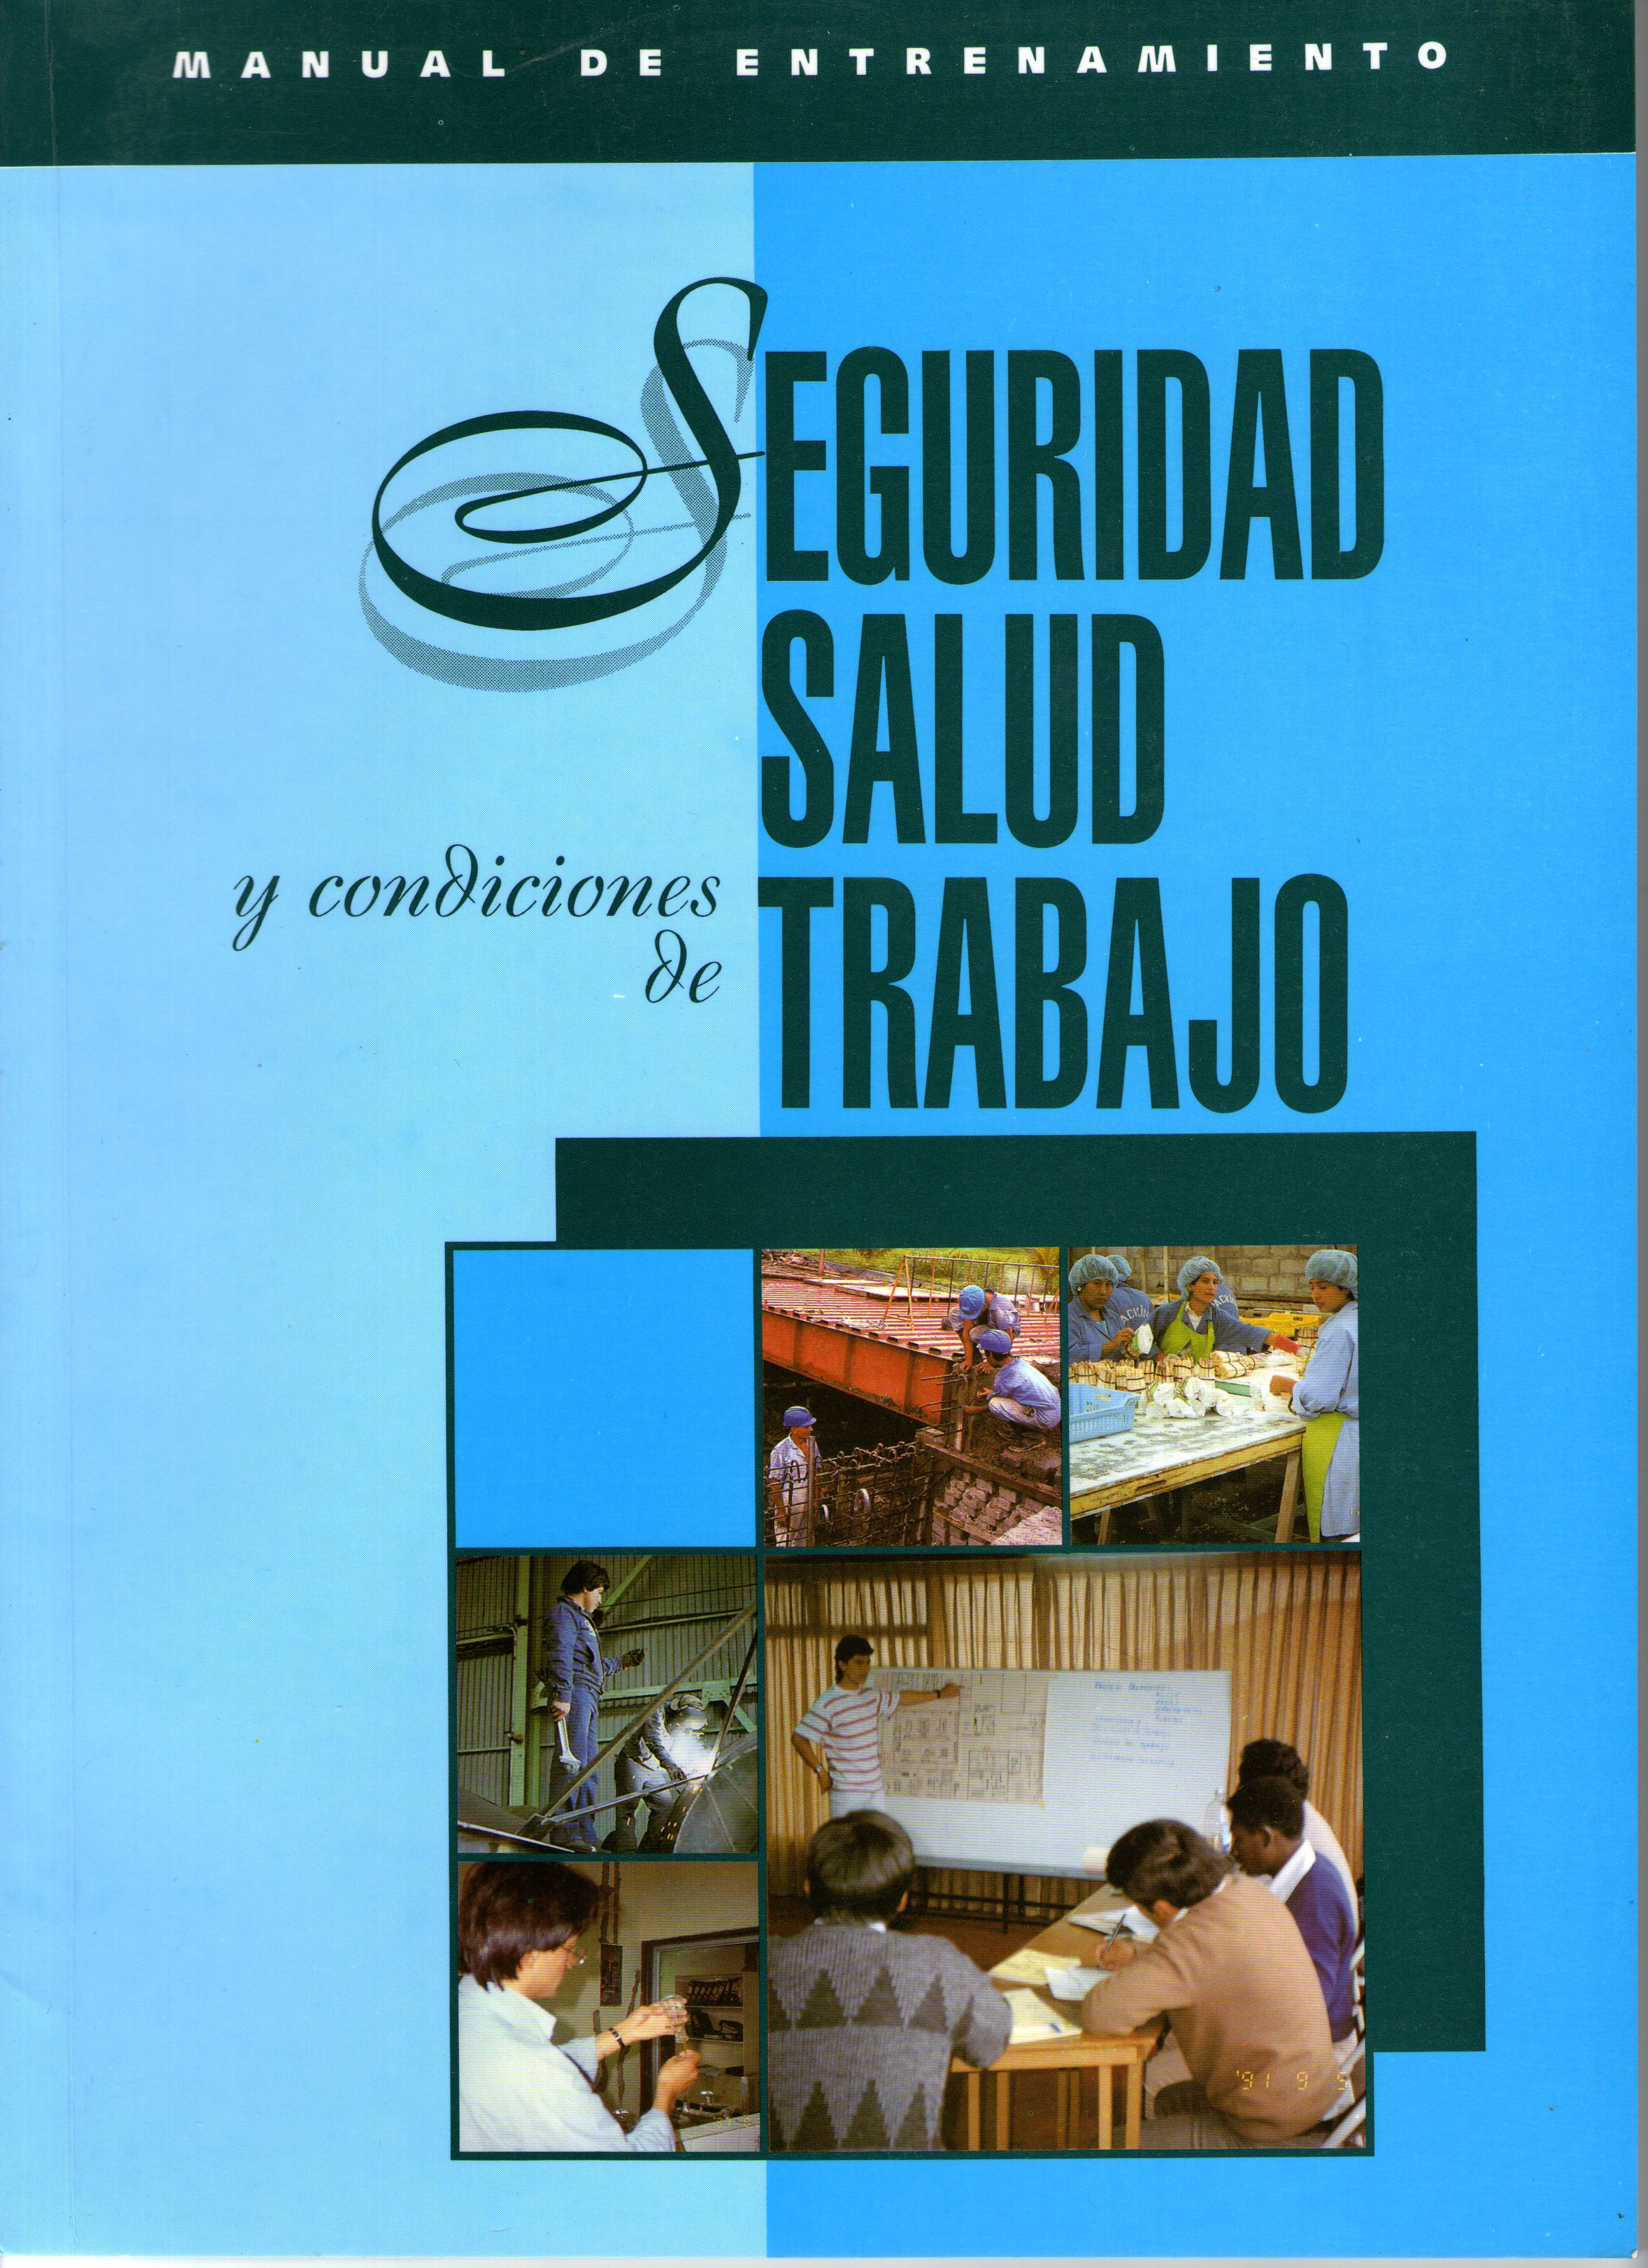 MANUAL DE ENTRENAMIENTO
SEGURIDAD
SALUD
y condiciones
de TRABAJO
'91 9 5